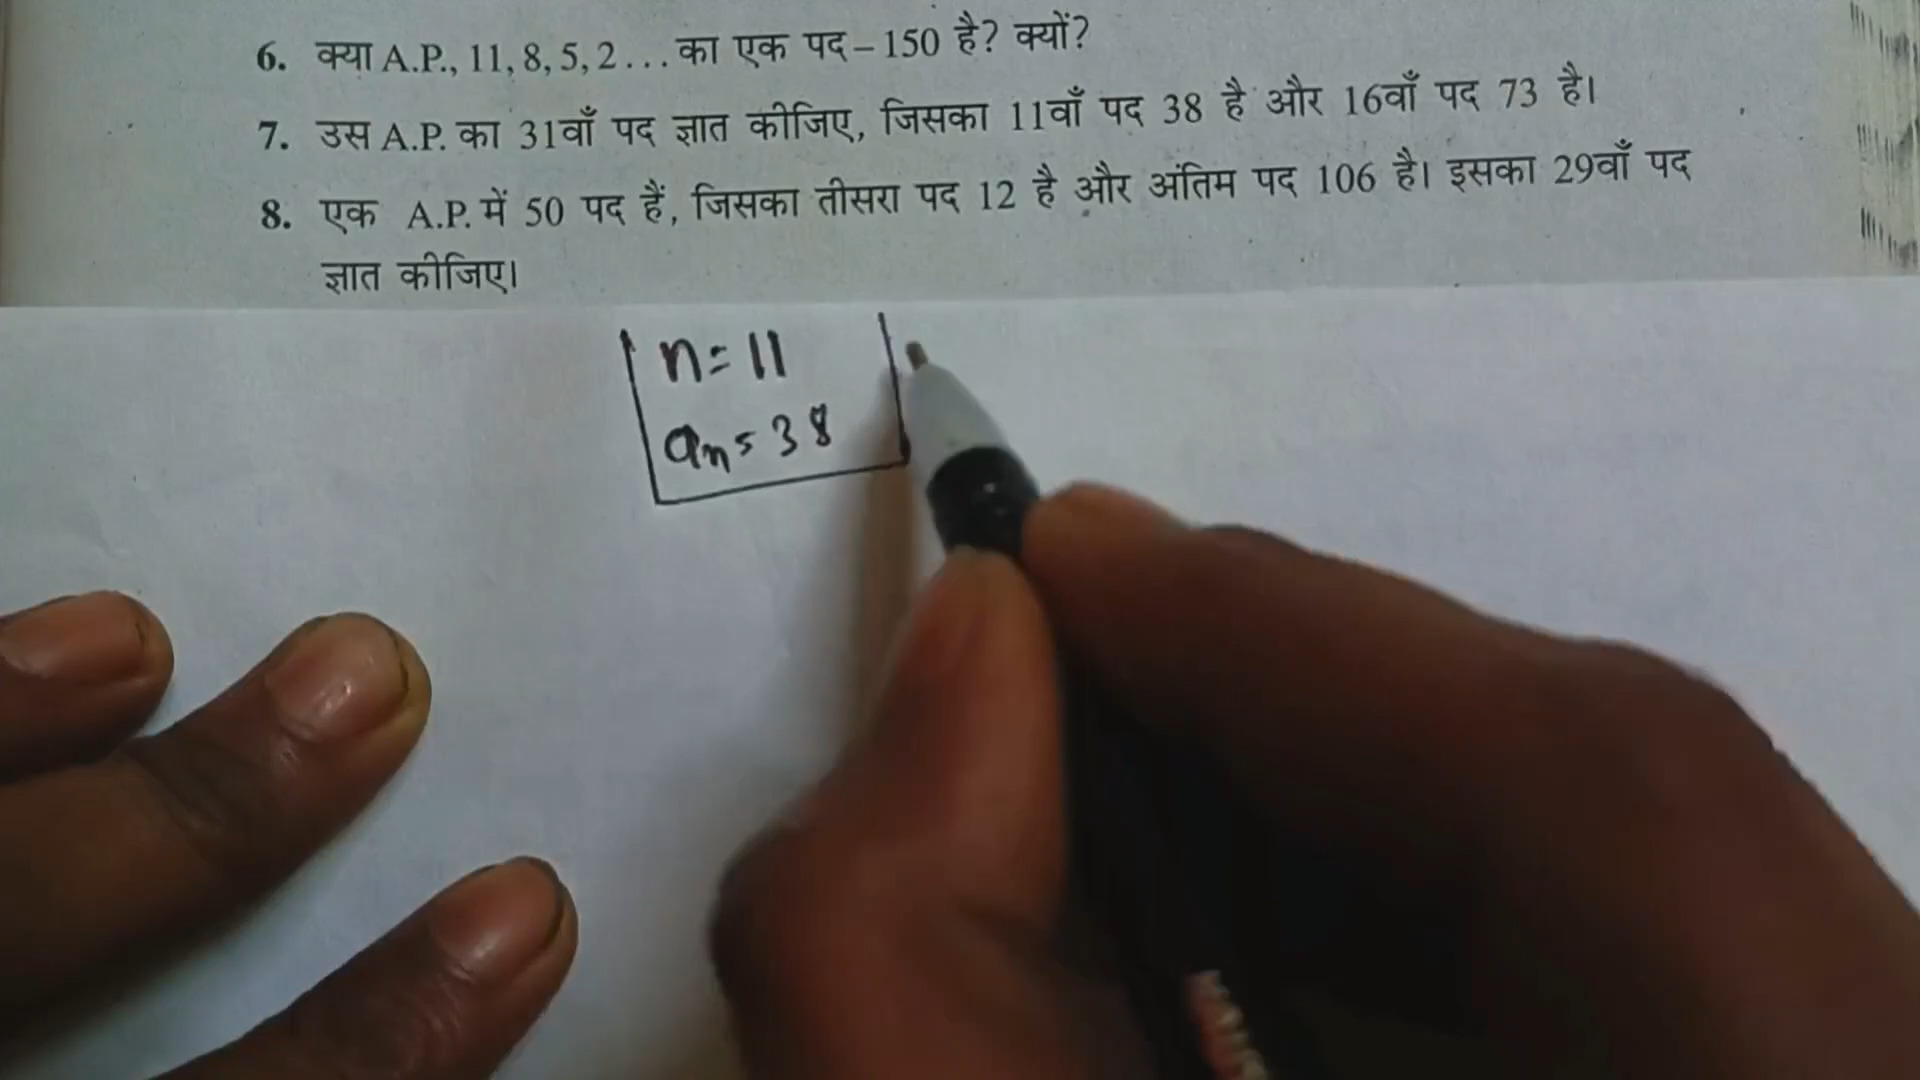 6. क्या A.P., 11, 8, 5, 2 . . . का एक पद – 150 है? क्यों?
7. उस A.P. का 31वाँ पद ज्ञात कीजिए, जिसका 11वाँ पद 38 है और 16वाँ पद 73 है।
8. एक A.P. में 50 पद हैं, जिसका तीसरा पद 12 है और अंतिम पद 106 है। इसका 29वाँ पद
ज्ञात कीजिए।
n = 11
an = 38